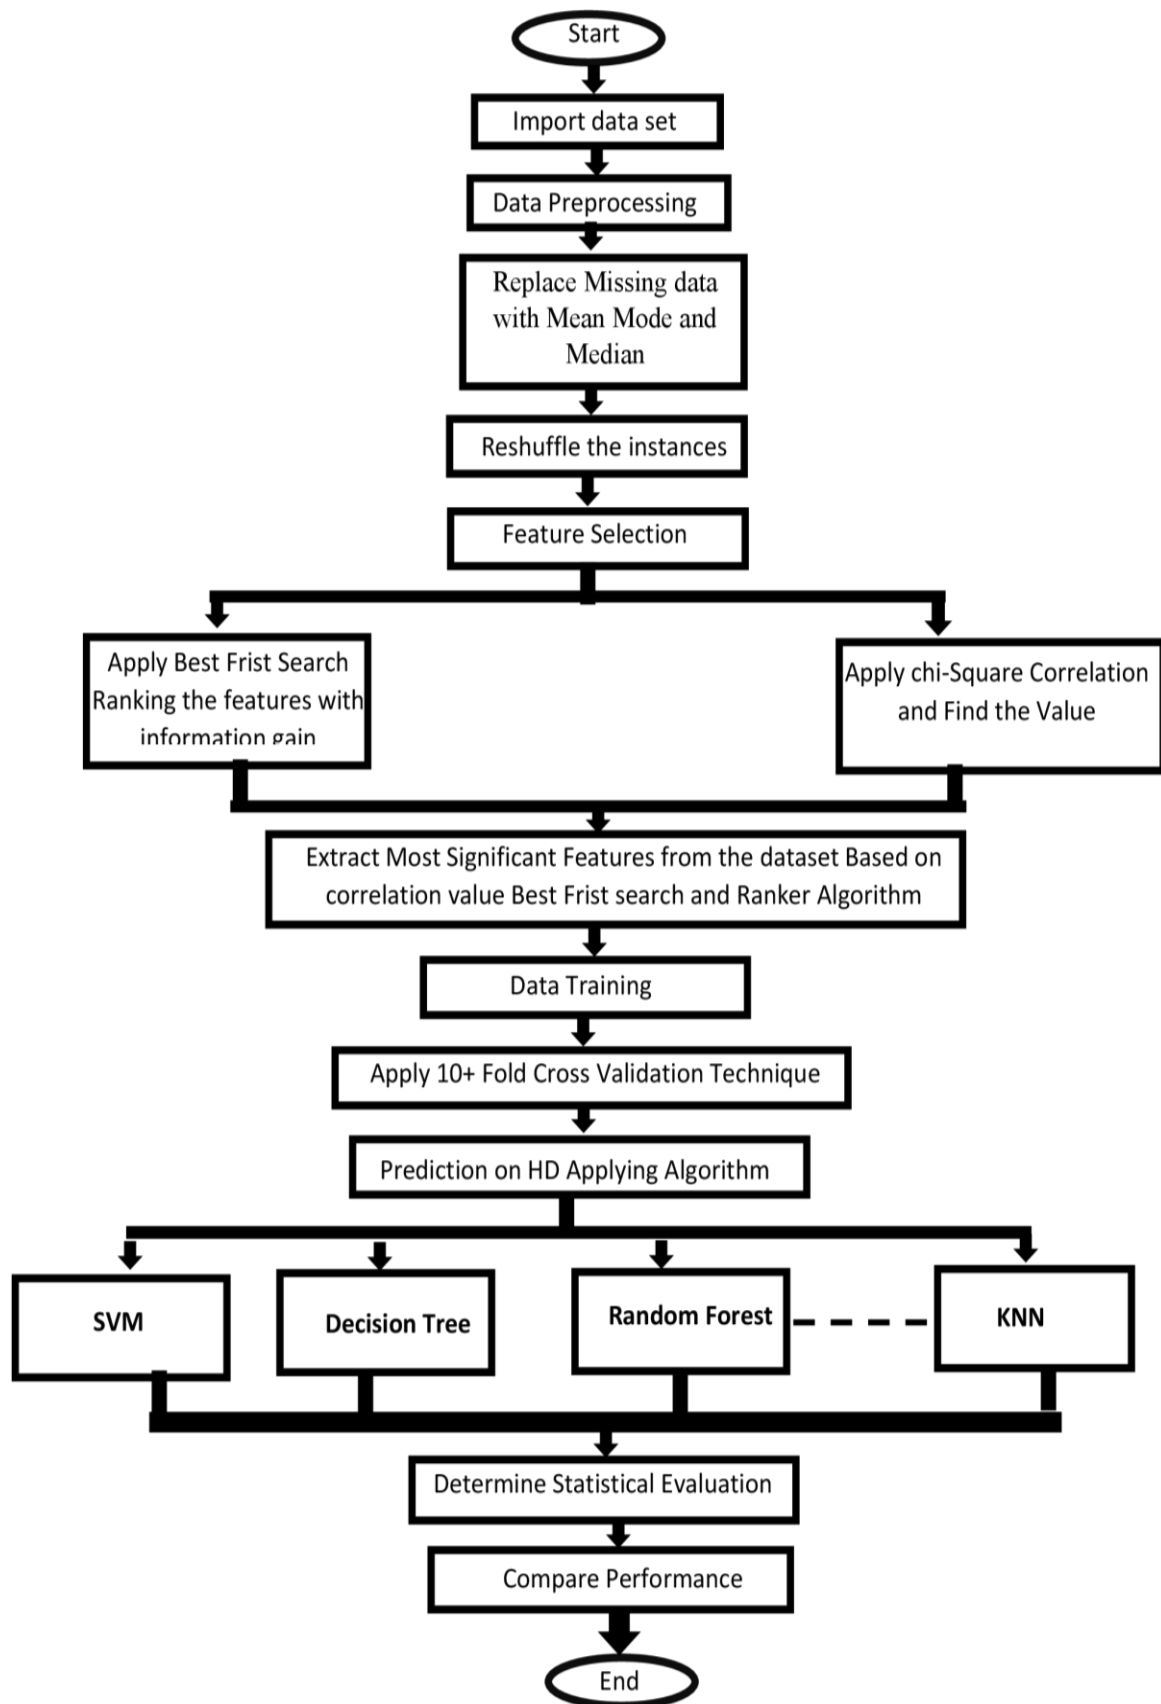 Start
Import data set
Data Preprocessing
Replace Missing data
with Mean Mode and
Median
Reshuffle the instances
Feature Selection
Apply Best Frist Search
Ranking the features with
information gain
Apply chi-Square Correlation
and Find the Value
Extract Most Significant Features from the dataset Based on
correlation value Best Frist search and Ranker Algorithm
Data Training
Apply 10+ Fold Cross Validation Technique
Prediction on HD Applying Algorithm
SVM
Decision Tree
Random Forest
KNN
Determine Statistical Evaluation
Compare Performance
End